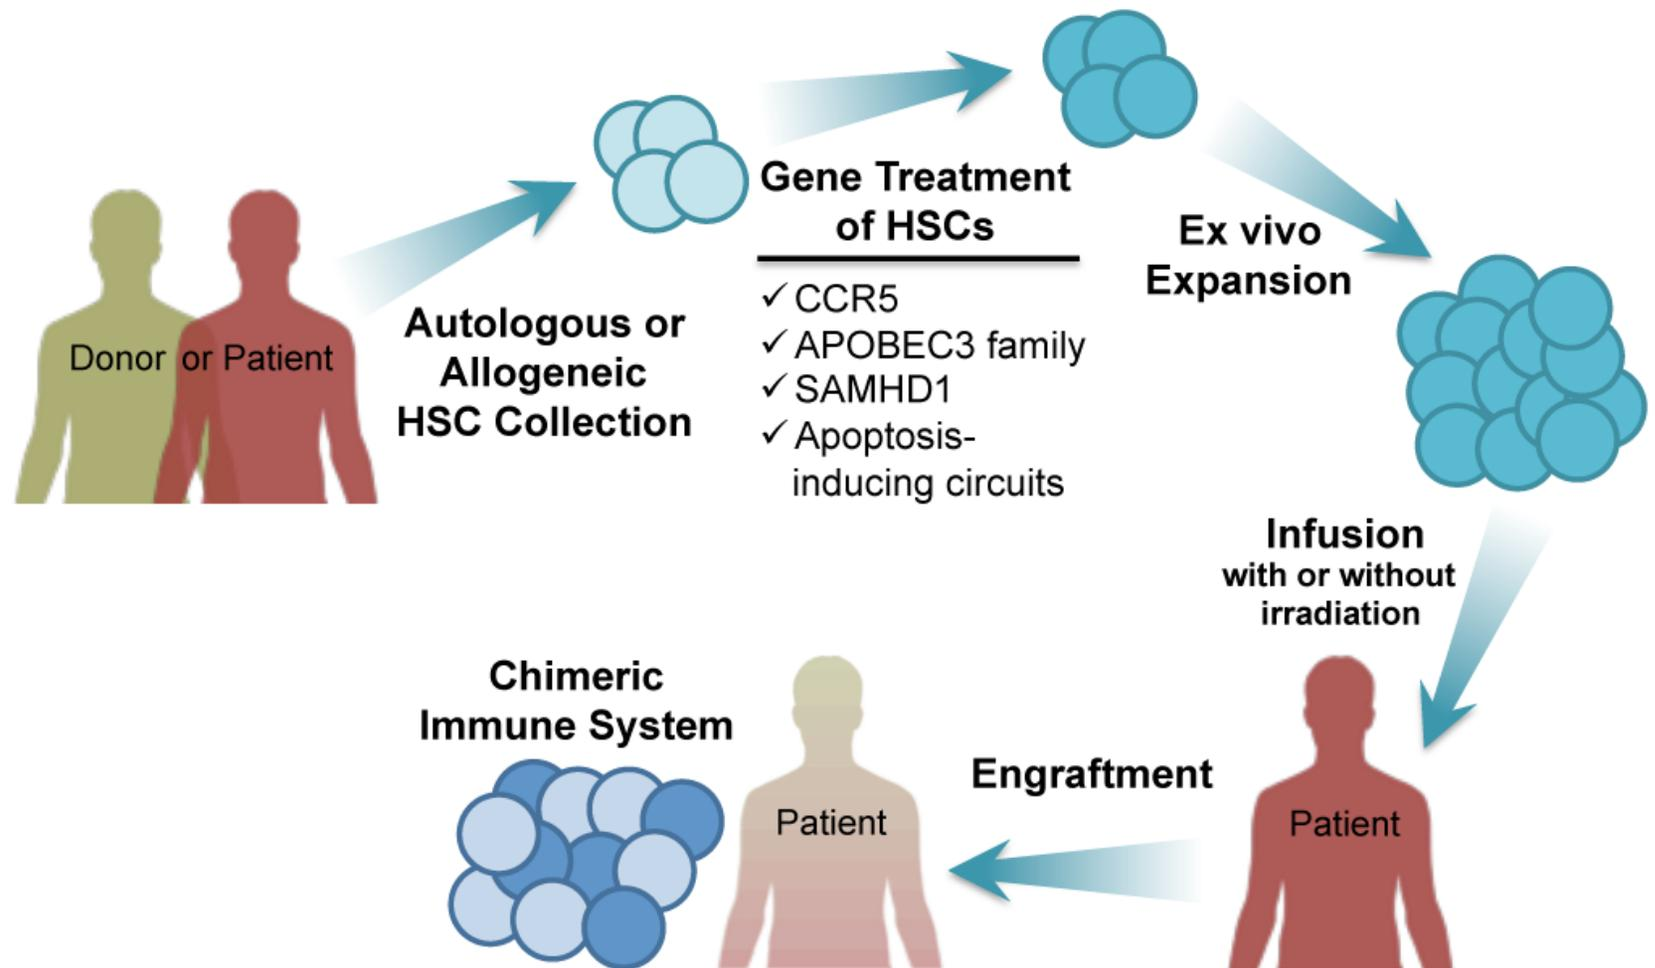 Donor or Patient
Autologous or
Allogeneic
HSC Collection
Gene Treatment
of HSCs
✓ CCR5
✓ APOBEC3 family
✓ SAMHD1
✓ Apoptosis-
inducing circuits
Ex vivo
Expansion
Infusion
with or without
irradiation
Patient
Engraftment
Patient
Chimeric
Immune System